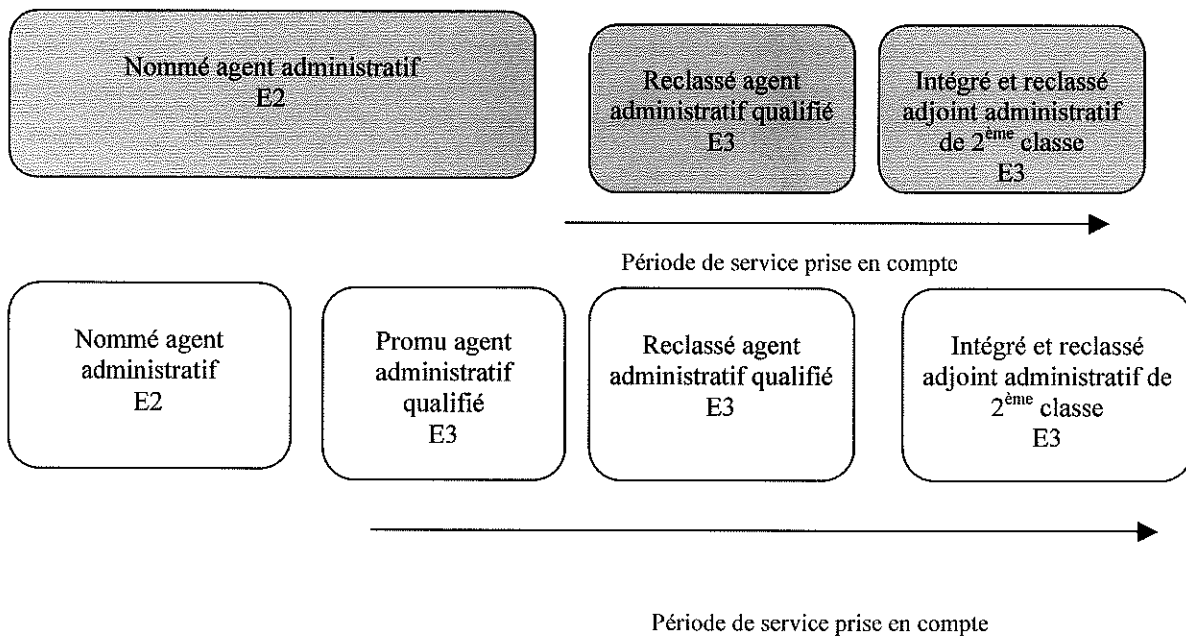 Nommé agent administratif
E2
Reclassé agent
administratif qualifié
E3
Intégré et reclassé
adjoint administratif
de 2ème classe
E3
Période de service prise en compte
Nommé agent
administratif
E2
Promu agent
administratif
qualifié
E3
Reclassé agent
administratif qualifié
E3
Intégré et reclassé
adjoint administratif de
2ème classe
E3
Période de service prise en compte